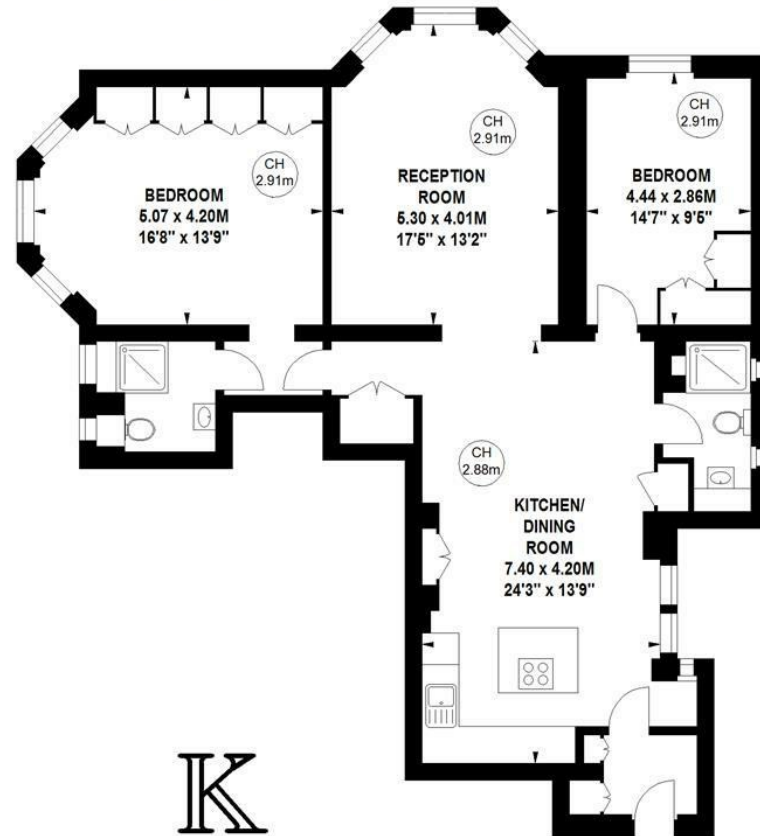 CH
2.91m
BEDROOM
5.07 x 4.20M
16'8" x 13'9"
CH
2.91m
RECEPTION
ROOM
5.30 x 4.01M
17'5" x 13'2"
CH
2.91m
BEDROOM
4.44 x 2.86M
14'7" x 9'5"
CH
2.88m
KITCHEN/
DINING
ROOM
7.40 x 4.20M
24'3" x 13'9"
K